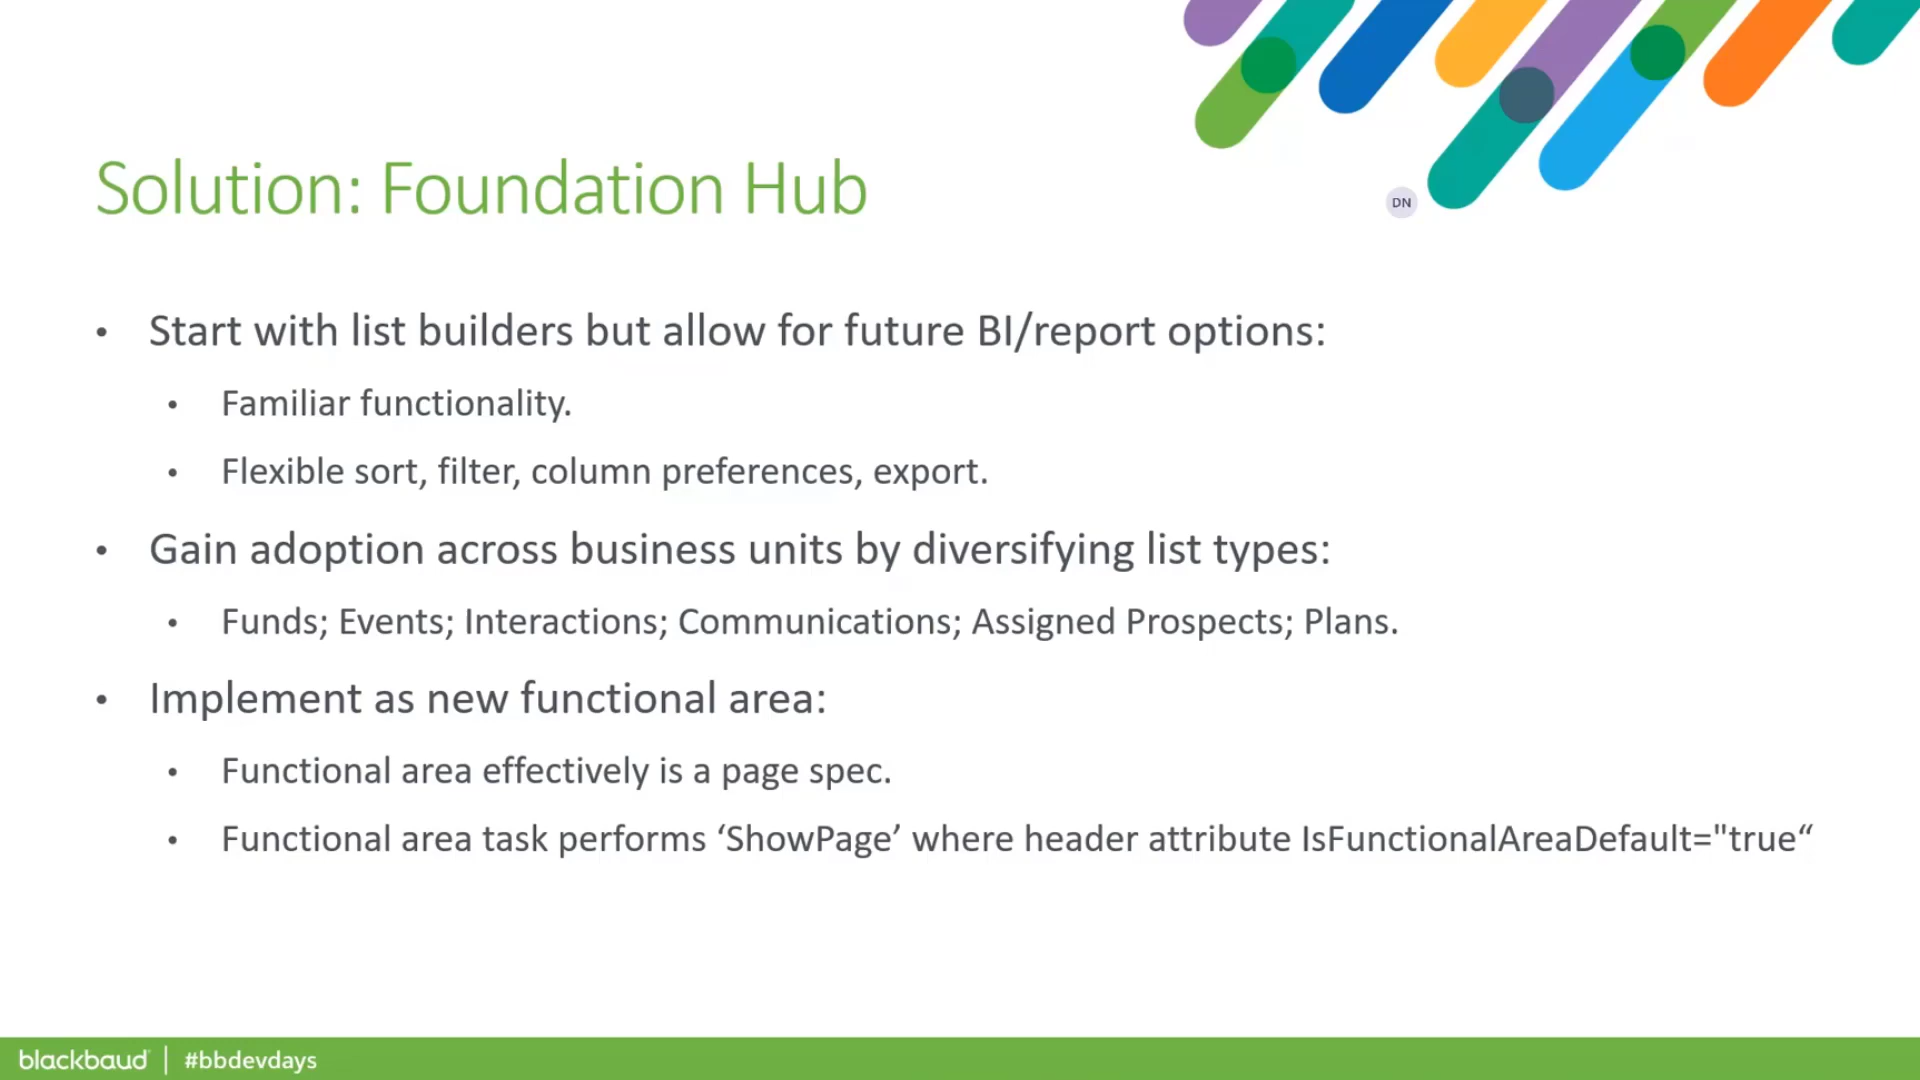 Solution: Foundation Hub
DN
• Start with list builders but allow for future BI/report options:
• Familiar functionality.
• Flexible sort, filter, column preferences, export.
• Gain adoption across business units by diversifying list types:
• Funds; Events; Interactions; Communications; Assigned Prospects; Plans.
• Implement as new functional area:
• Functional area effectively is a page spec.
• Functional area task performs ‘ShowPage’ where header attribute IsFunctionalAreaDefault="true“
blackbaud | #bbdevdays